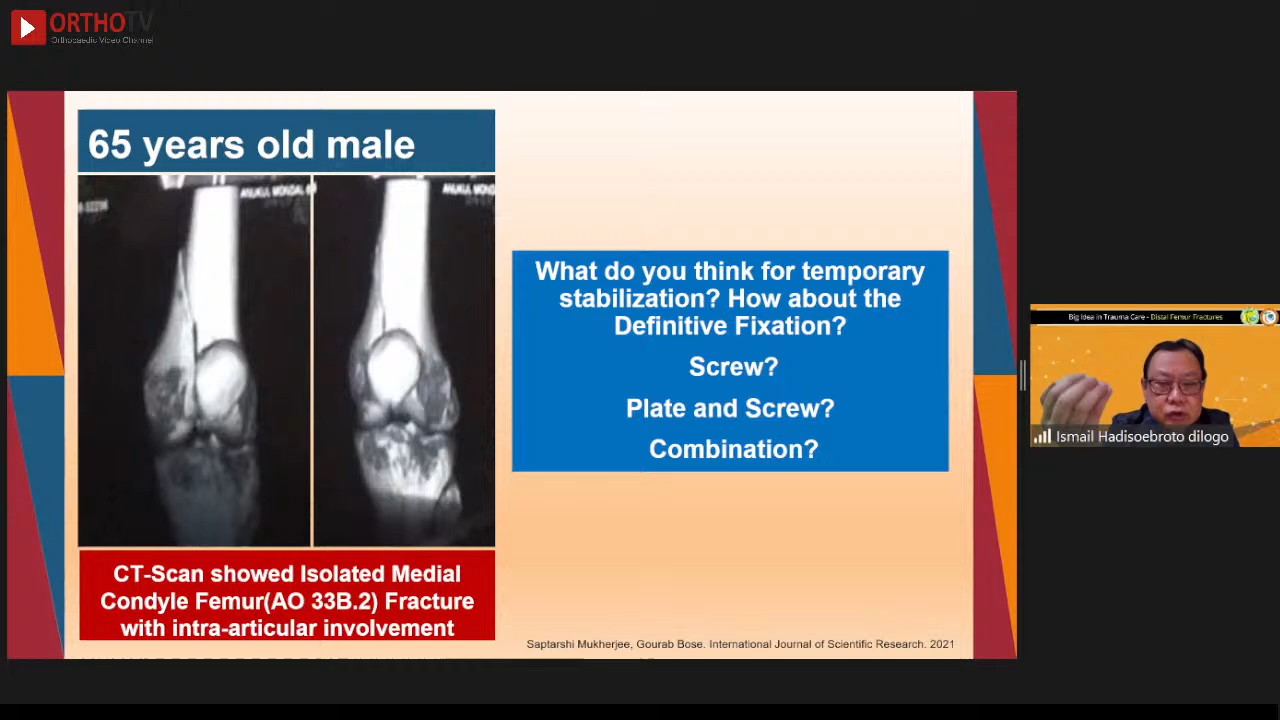 ORTHOTV
Orthopaedic Video Channel
65 years old male
What do you think for temporary
stabilization? How about the
Definitive Fixation?
Screw?
Plate and Screw?
Combination?
CT-Scan showed Isolated Medial
Condyle Femur(AO 33B.2) Fracture
with intra-articular involvement
Saptarshi Mukherjee, Gourab Bose. International Journal of Scientific Research. 2021
Big Idea in Trauma Care - Distal Femur Fractures
Ismail Hadisoebroto dilogo